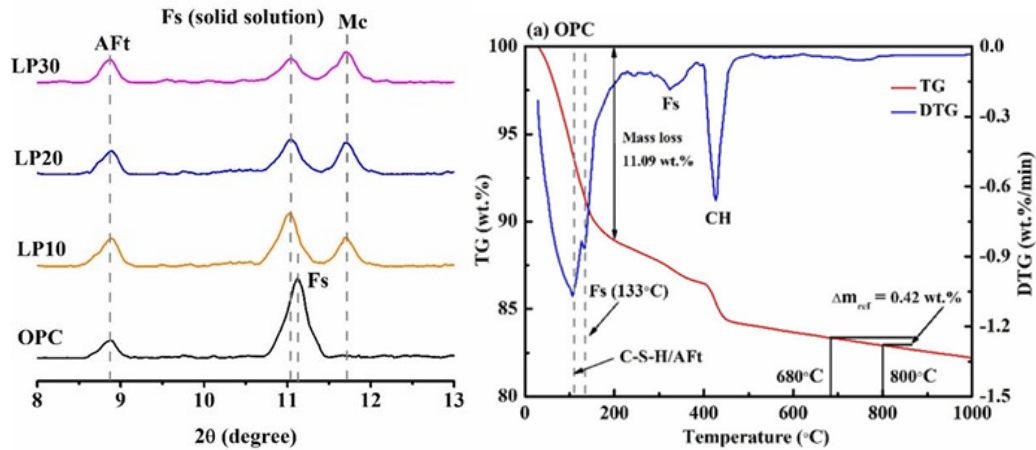 Fs (solid solution)
AFt
Mc
LP30
LP20
LP10
Fs
OPC
8 9 10 11 12 13
2θ (degree)
(a) OPC
100
95
90
85
80
TG (wt.%)
0.0
-0.3
-0.6
-0.9
-1.2
-1.5
DTG (wt.%/min)
TG
DTG
Fs
Mass loss
11.09 wt.%
CH
Fs (133°C)
C-S-H/AFt
Δm_ref = 0.42 wt.%
680°C
800°C
200 400 600 800 1000
Temperature (°C)